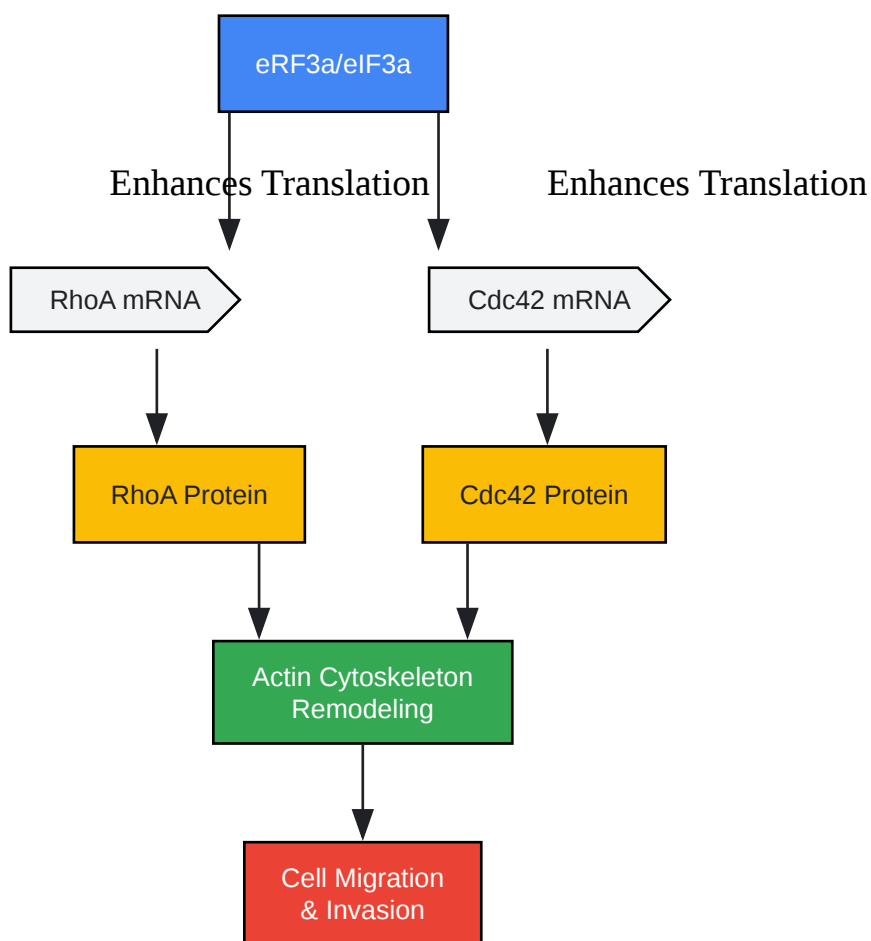 eRF3a/eIF3a
Enhances Translation
Enhances Translation
RhoA mRNA
Cdc42 mRNA
RhoA Protein
Cdc42 Protein
Actin Cytoskeleton
Remodeling
Cell Migration
& Invasion